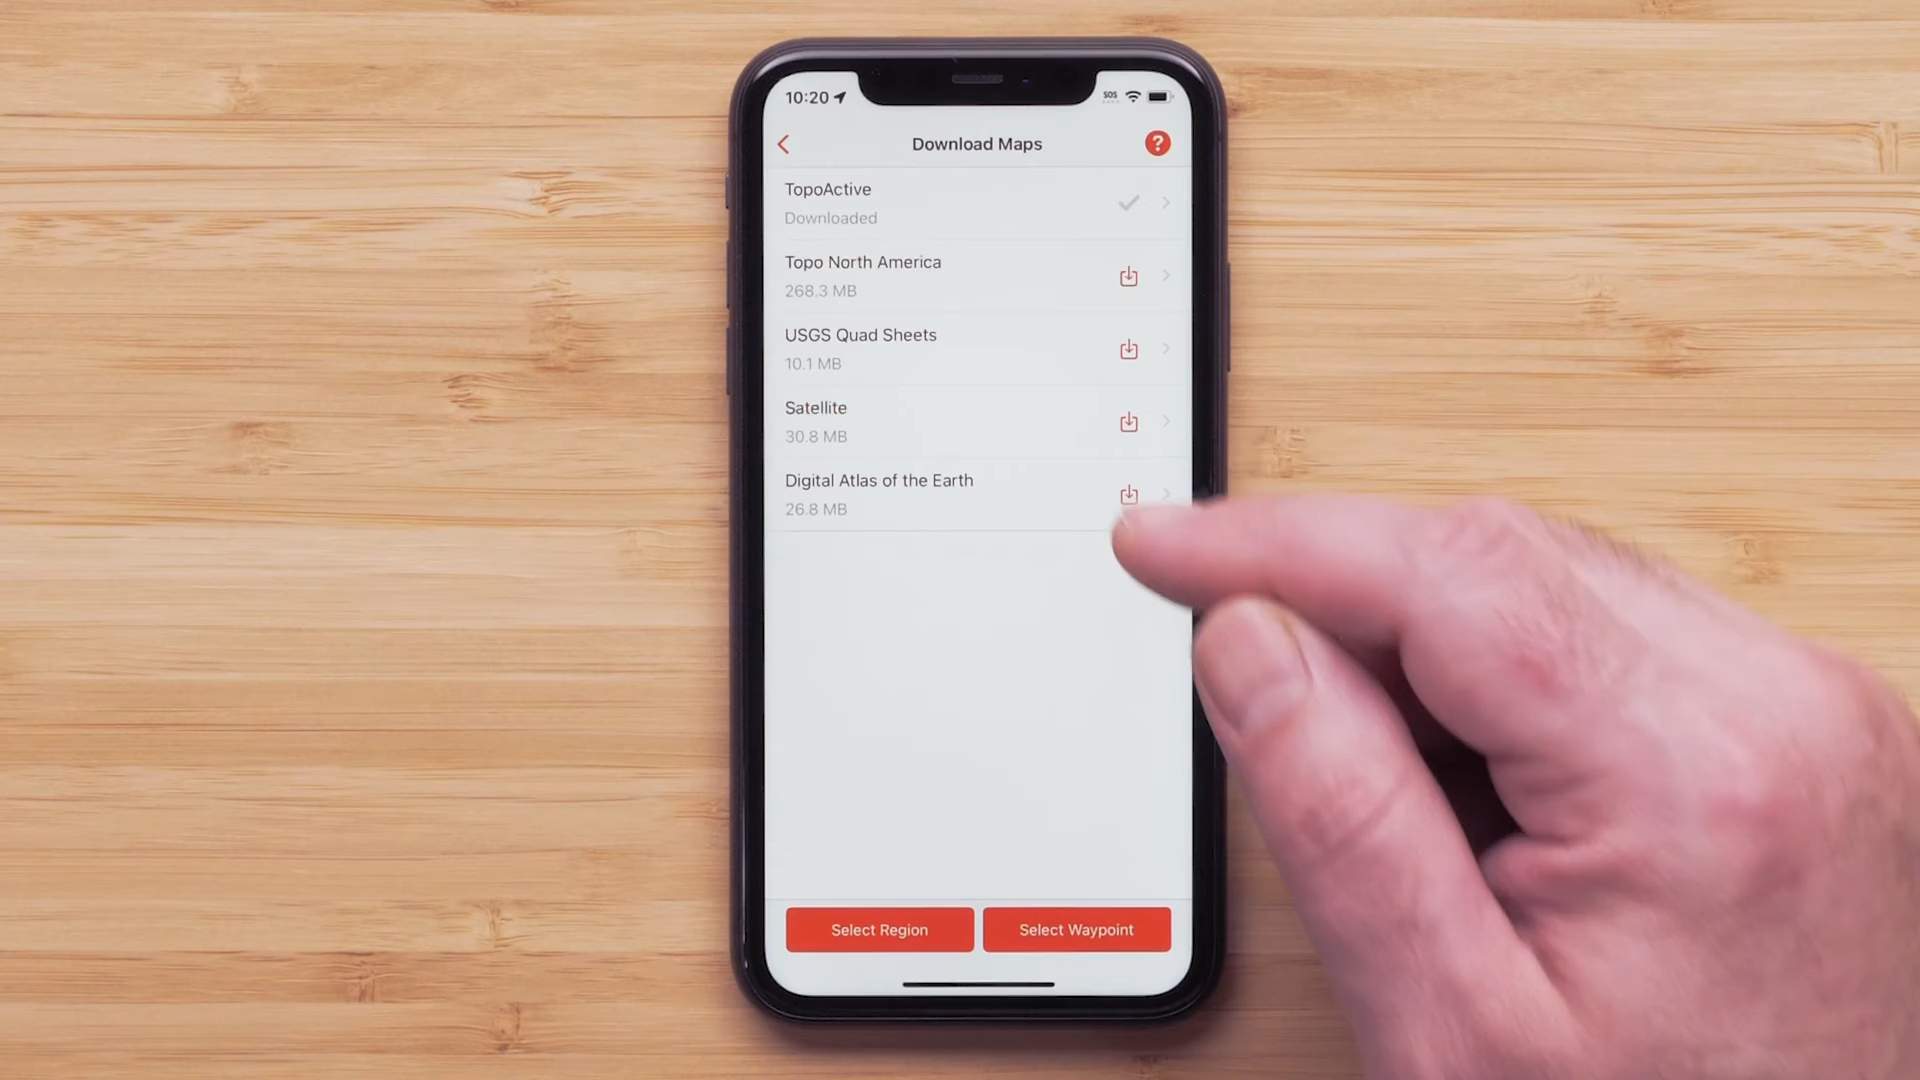 10:20
SOS
Download Maps
?
TopoActive
Downloaded
Topo North America
268.3 MB
USGS Quad Sheets
10.1 MB
Satellite
30.8 MB
Digital Atlas of the Earth
26.8 MB
Select Region
Select Waypoint